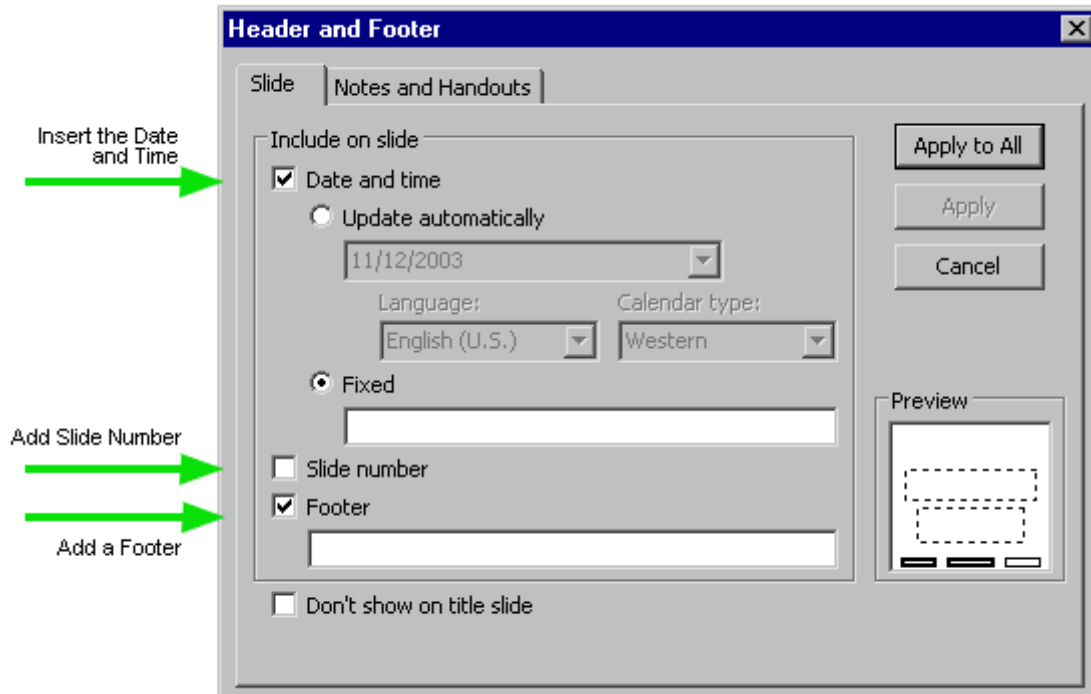 Header and Footer
Slide
Notes and Handouts
Insert the Date
and Time
Include on slide
Apply to All
Date and time
Apply
Update automatically
11/12/2003
Cancel
Language:
Calendar type:
English (U.S.)
Western
Fixed
Preview
Add Slide Number
Slide number
Footer
Add a Footer
Don't show on title slide